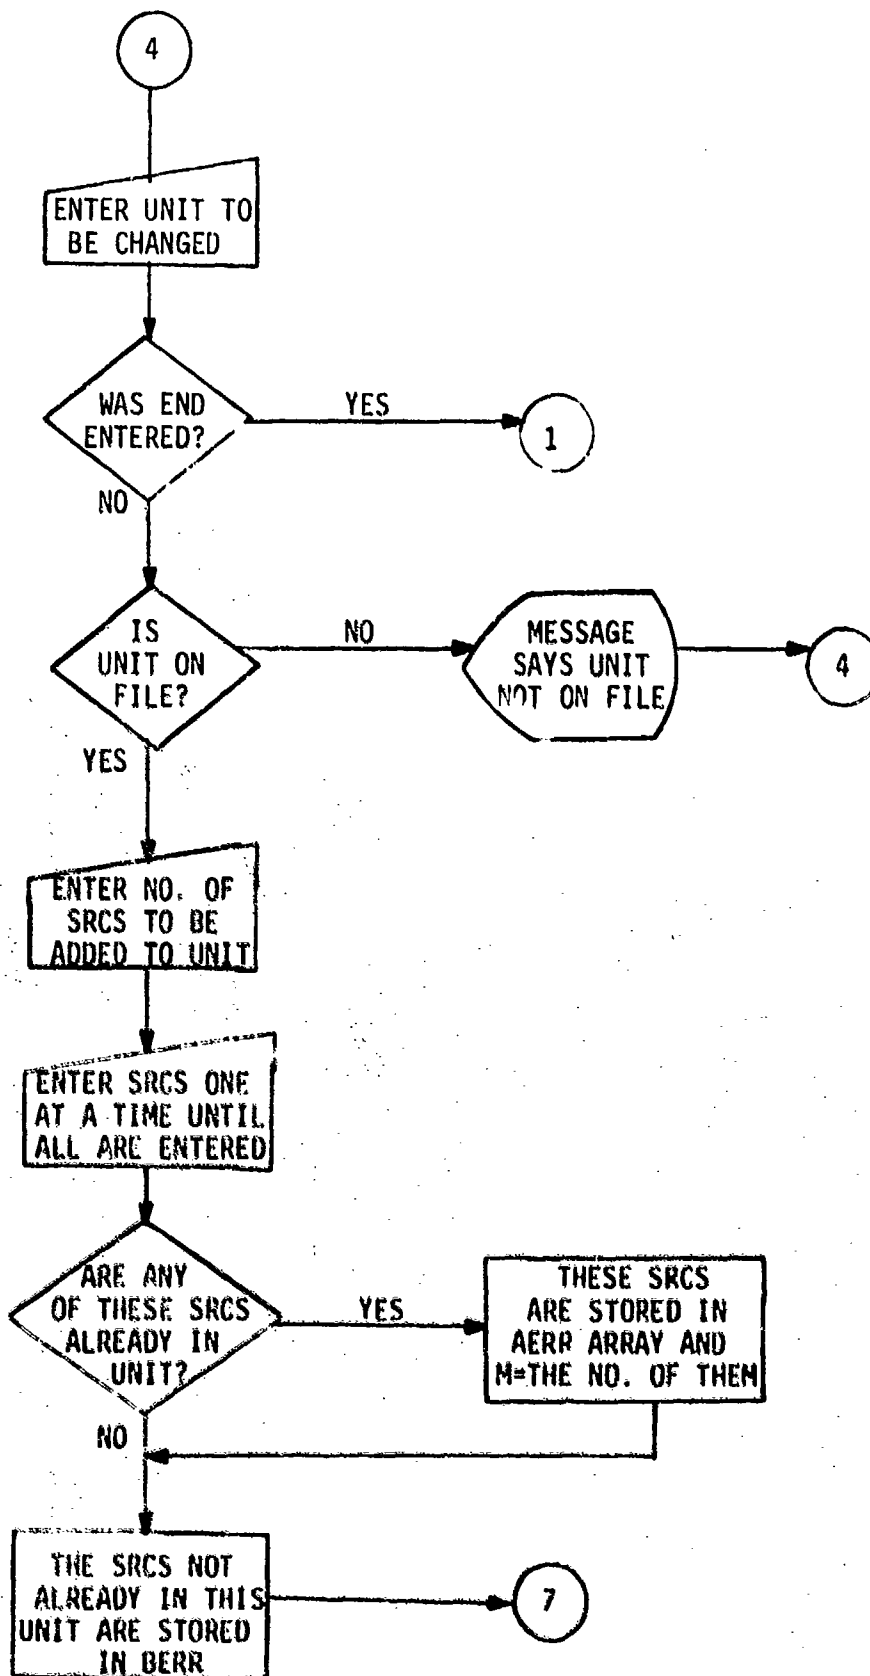 4
ENTER UNIT TO
BE CHANGED
WAS END
ENTERED?
YES
1
NO
IS
UNIT ON
FILE?
NO
MESSAGE
SAYS UNIT
NOT ON FILE
4
YES
ENTER NO. OF
SRCS TO BE
ADDED TO UNIT
ENTER SRCS ONE
AT A TIME UNTIL
ALL ARE ENTERED
ARE ANY
OF THESE SRCS
ALREADY IN
UNIT?
YES
THESE SRCS
ARE STORED IN
AERR ARRAY AND
M=THE NO. OF THEM
NO
THE SRCS NOT
ALREADY IN THIS
UNIT ARE STORED
IN BERR
7